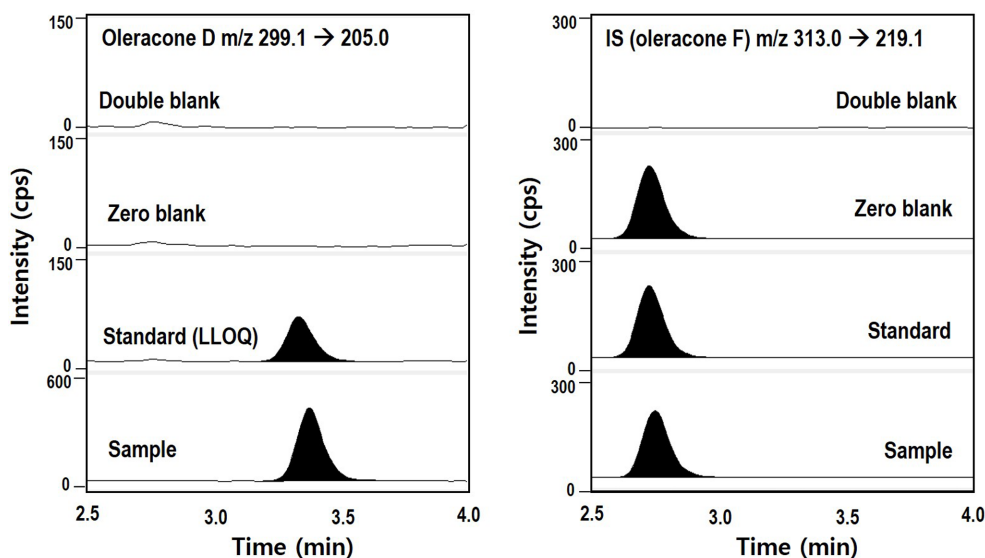 Oleracone D m/z 299.1 → 205.0
150
Double blank
0
150
Zero blank
0
150
Standard (LLOQ)
0
600
Sample
0
2.5 3.0 3.5 4.0
Time (min)
Intensity (cps)
IS (oleracone F) m/z 313.0 → 219.1
300
Double blank
0
300
Zero blank
0
300
Standard
0
300
Sample
0
2.5 3.0 3.5 4.0
Time (min)
Intensity (cps)